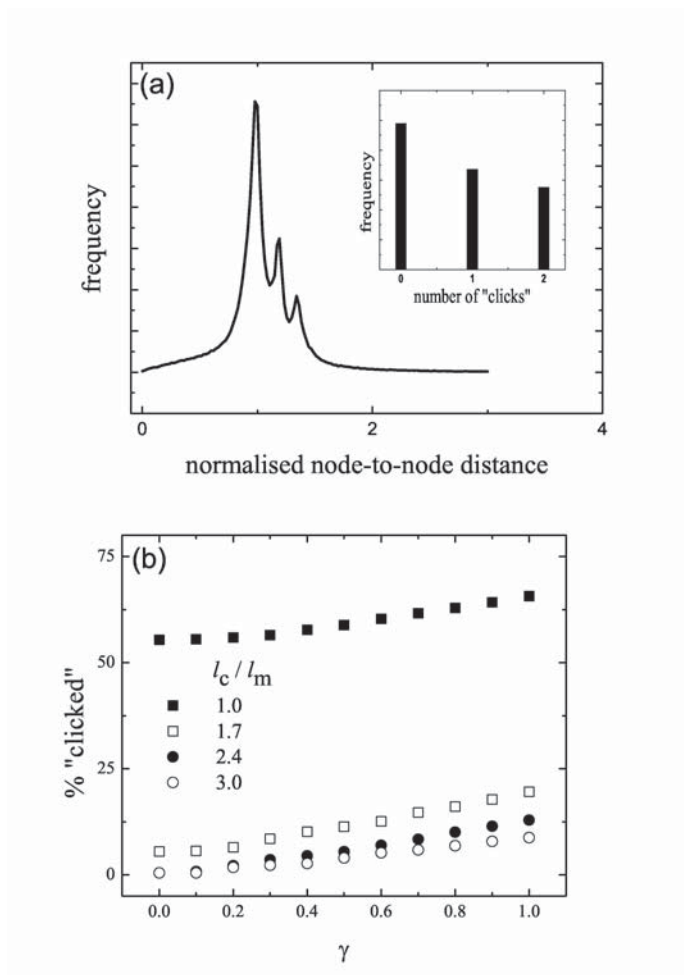 (a)
frequency
frequency
0
1
2
number of "clicks"
0
2
4
normalised node-to-node distance
(b)
75
50
25
0
% "clicked"
l_c / l_m
1.0
1.7
2.4
3.0
0.0
0.2
0.4
0.6
0.8
1.0
γ